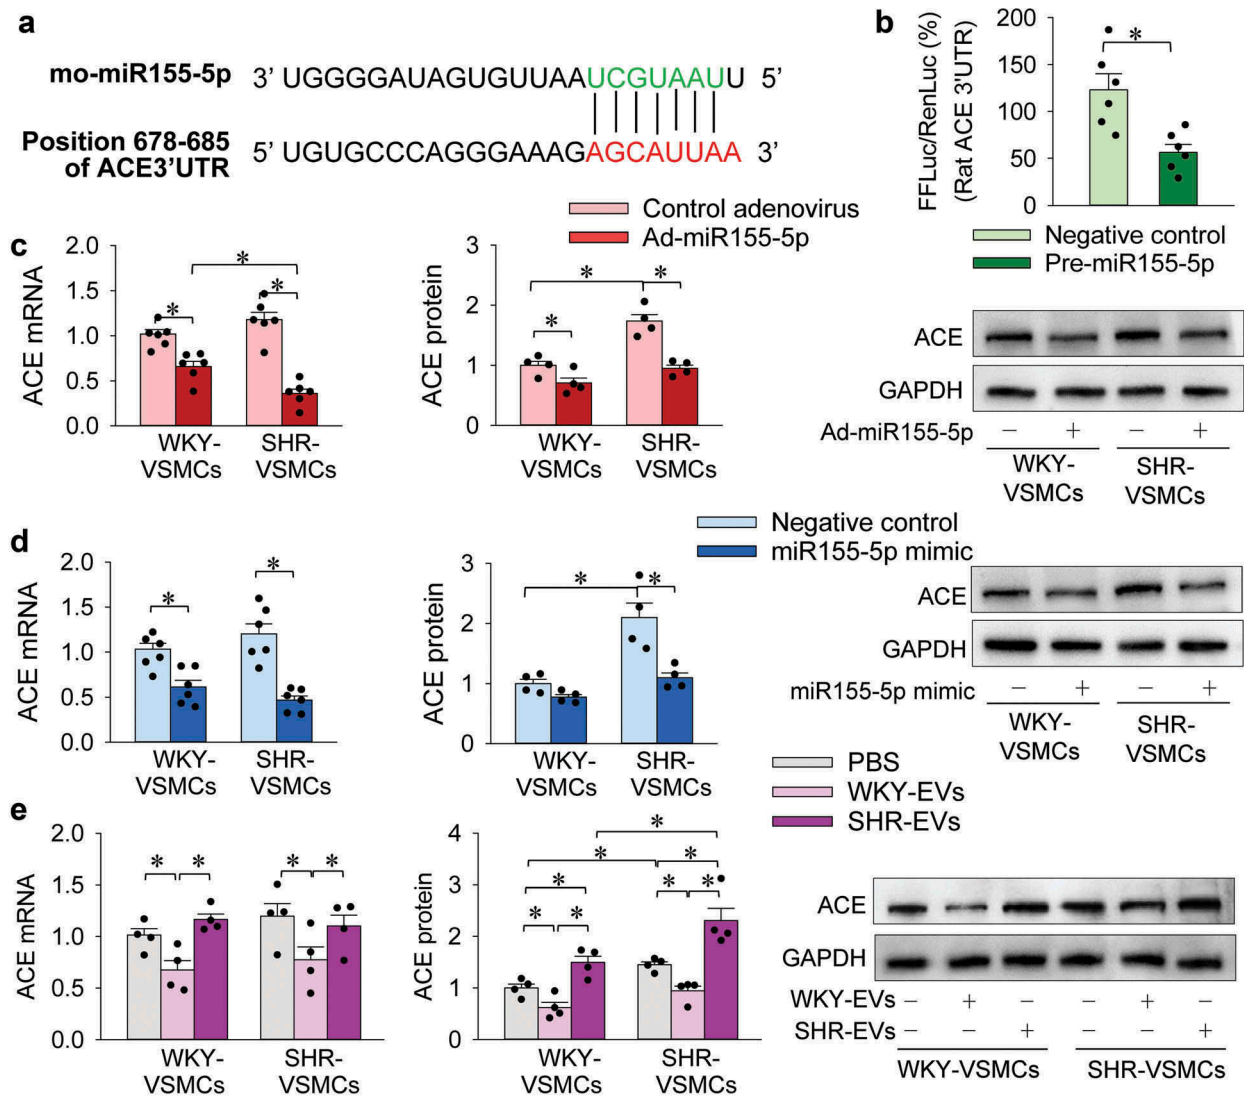 a
mo-miR155-5p 3’ UGGGGAUAGUGUUAAUCGUAAUU 5’
Position 678-685
of ACE3’UTR
5’ UGUGCCCAGGGAAAGAGCAUUAA 3’
b
FFLuc/RenLuc (%)
(Rat ACE 3’UTR)
200
150
100
50
0
*
Negative control
Pre-miR155-5p
c
Control adenovirus
Ad-miR155-5p
ACE mRNA
2.0
1.5
1.0
0.5
0.0
*
*
*
WKY-
VSMCs
SHR-
VSMCs
ACE protein
3
2
1
0
*
*
*
WKY-
VSMCs
SHR-
VSMCs
ACE
GAPDH
Ad-miR155-5p − + − +
WKY-
VSMCs
SHR-
VSMCs
d
Negative control
miR155-5p mimic
ACE mRNA
2.0
1.5
1.0
0.5
0.0
*
*
WKY-
VSMCs
SHR-
VSMCs
ACE protein
3
2
1
0
*
*
WKY-
VSMCs
SHR-
VSMCs
ACE
GAPDH
miR155-5p mimic − + − +
WKY-
VSMCs
SHR-
VSMCs
e
PBS
WKY-EVs
SHR-EVs
ACE mRNA
2.0
1.5
1.0
0.5
0.0
* * * *
WKY-
VSMCs
SHR-
VSMCs
ACE protein
4
3
2
1
0
*
*
* *
* * * *
WKY-
VSMCs
SHR-
VSMCs
ACE
GAPDH
WKY-EVs − + − − + −
SHR-EVs − − + − − +
WKY-VSMCs SHR-VSMCs